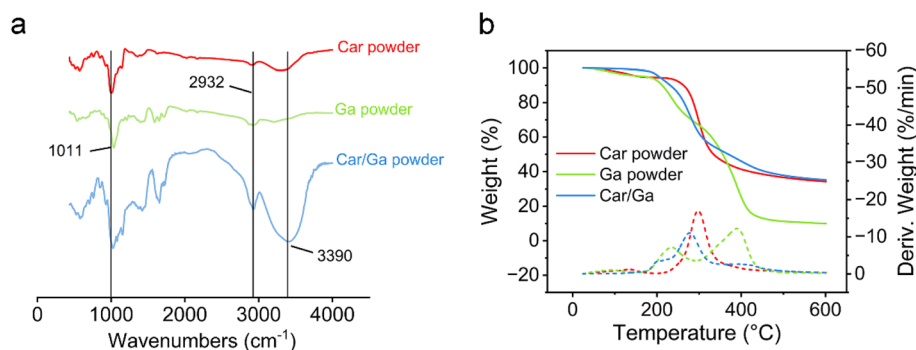 a
Car powder
2932
Ga powder
1011
Car/Ga powder
3390
0
1000
2000
3000
4000
Wavenumbers (cm⁻¹)
b
100
80
60
40
20
0
−20
Weight (%)
Car powder
Ga powder
Car/Ga
−60
−50
−40
−30
−20
−10
0
Deriv. Weight (%/min)
0
200
400
600
Temperature (°C)